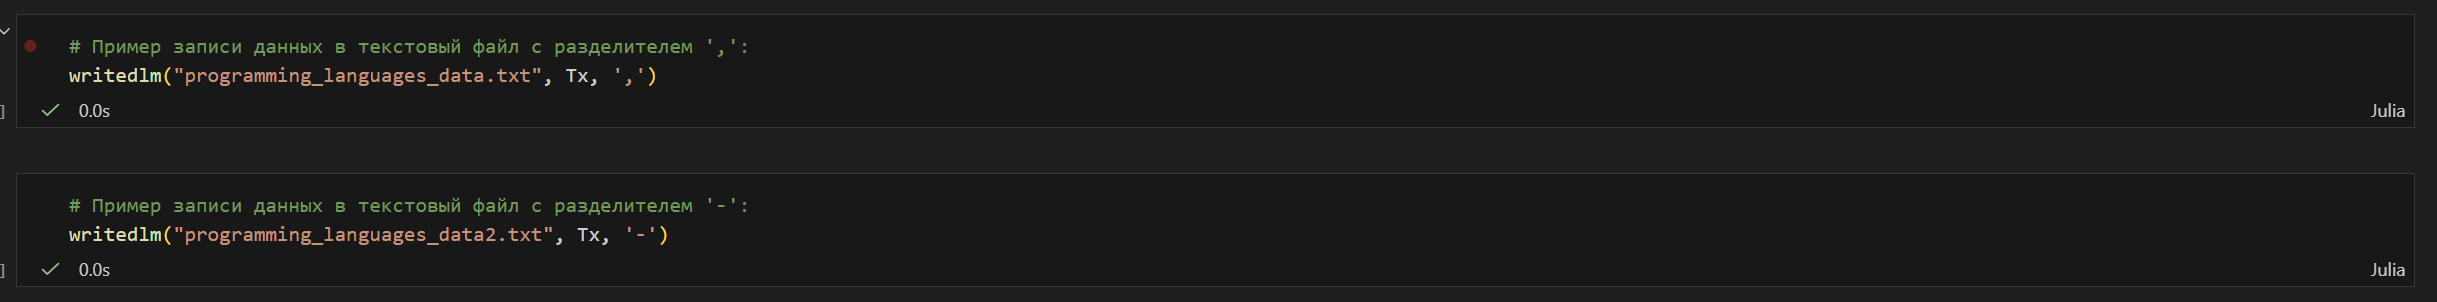 # Пример записи данных в текстовый файл с разделителем ',':
writedlm("programming_languages_data.txt", Tx, ',')
] 0.0s Julia
# Пример записи данных в текстовый файл с разделителем '-':
writedlm("programming_languages_data2.txt", Tx, '-')
] 0.0s Julia